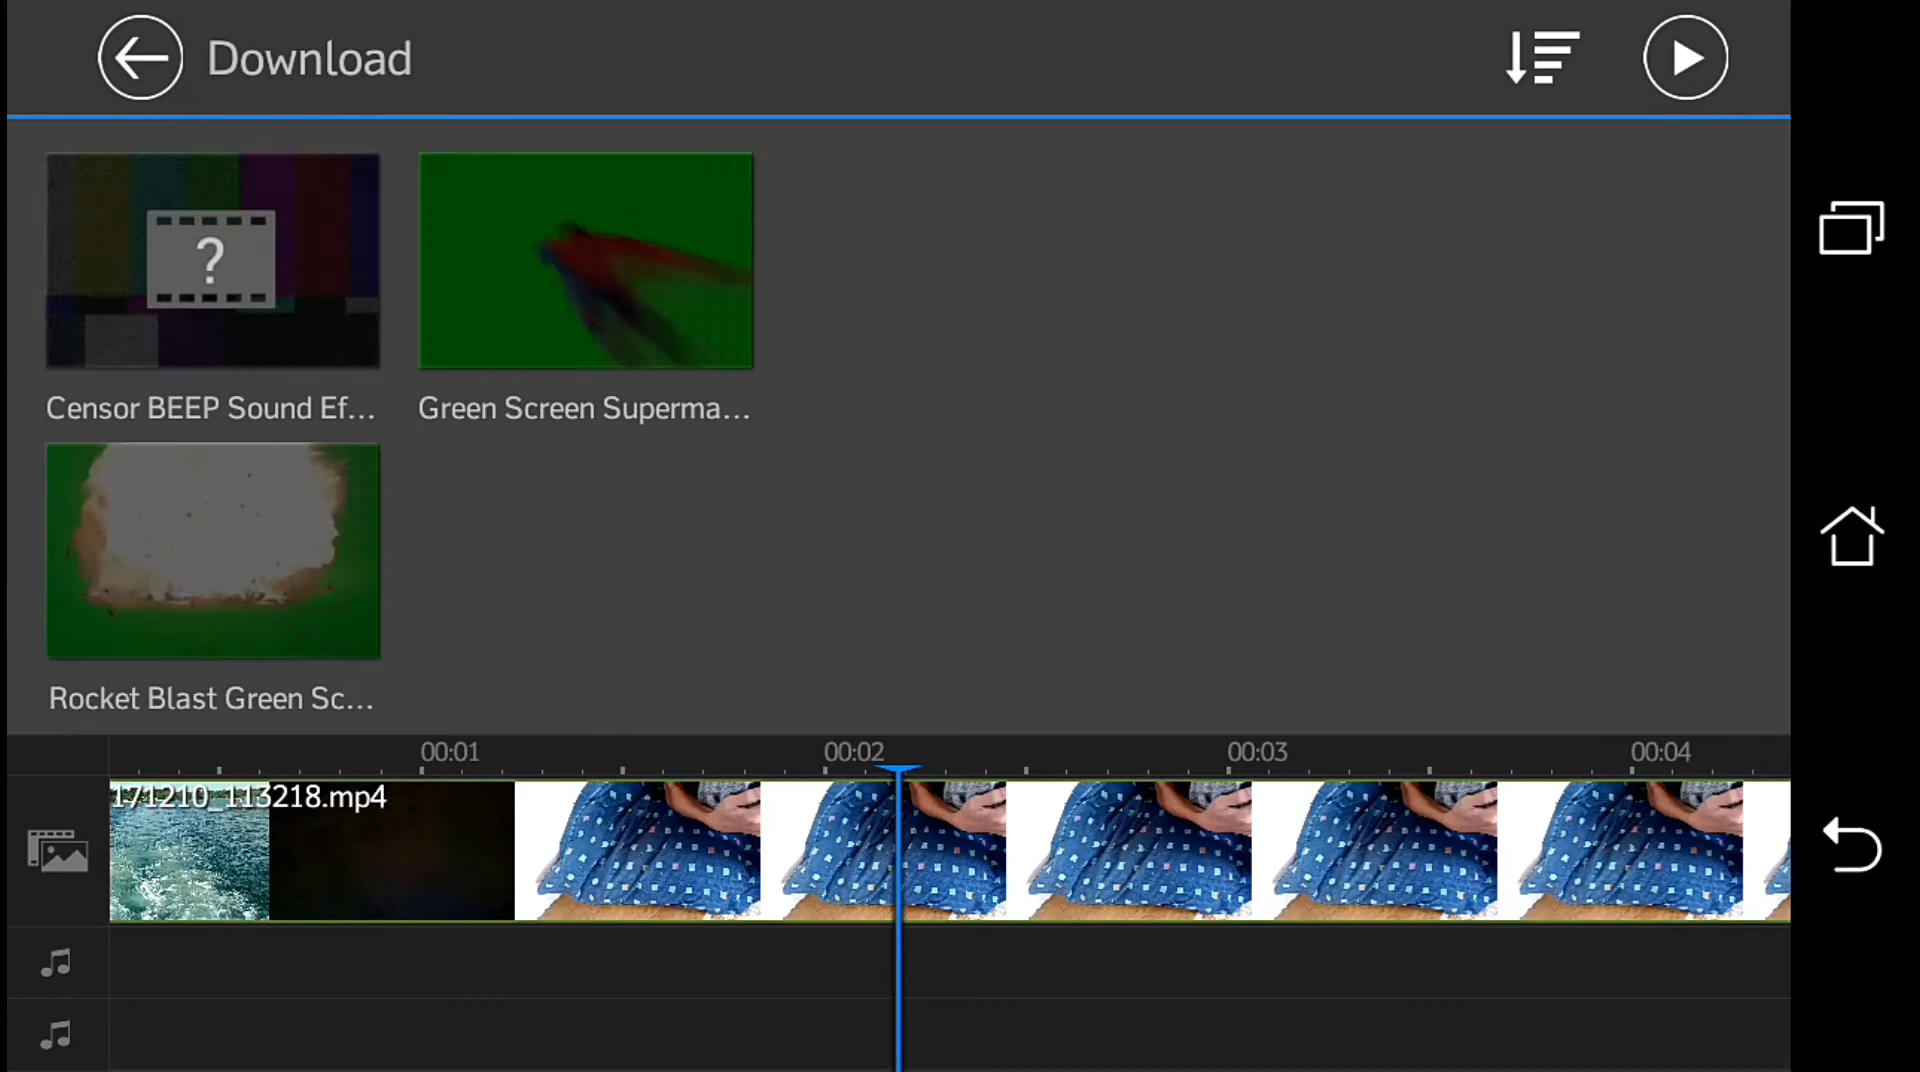 Download
?
Censor BEEP Sound Ef...
Green Screen Superma...
Rocket Blast Green Sc...
00:01
00:02
00:03
00:04
171210_113218.mp4